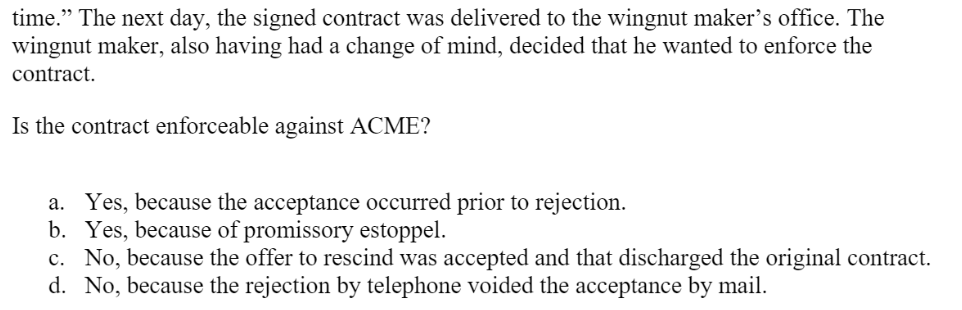 time.” The next day, the signed contract was delivered to the wingnut maker’s office. The
wingnut maker, also having had a change of mind, decided that he wanted to enforce the
contract.
Is the contract enforceable against ACME?
a. Yes, because the acceptance occurred prior to rejection.
b. Yes, because of promissory estoppel.
c. No, because the offer to rescind was accepted and that discharged the original contract.
d. No, because the rejection by telephone voided the acceptance by mail.